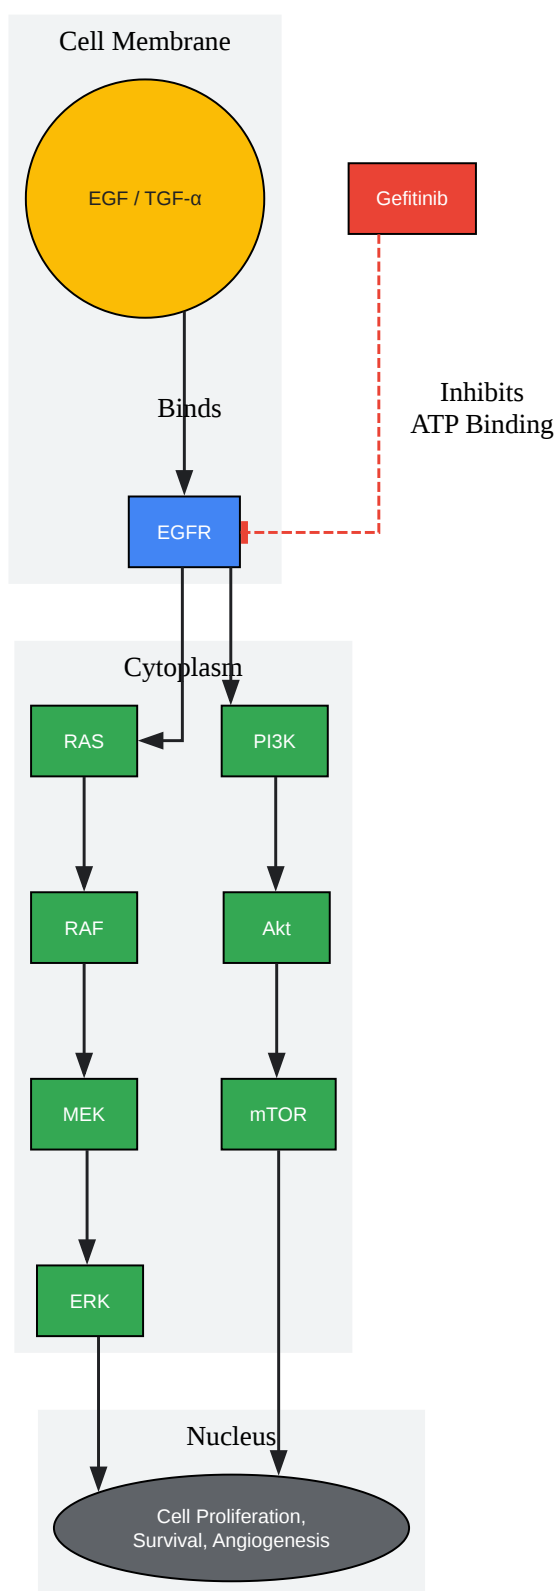 Cell Membrane
EGF / TGF-α
Gefitinib
Inhibits
ATP Binding
Binds
EGFR
Cytoplasm
RAS
PI3K
RAF
Akt
MEK
mTOR
ERK
Nucleus
Cell Proliferation,
Survival, Angiogenesis